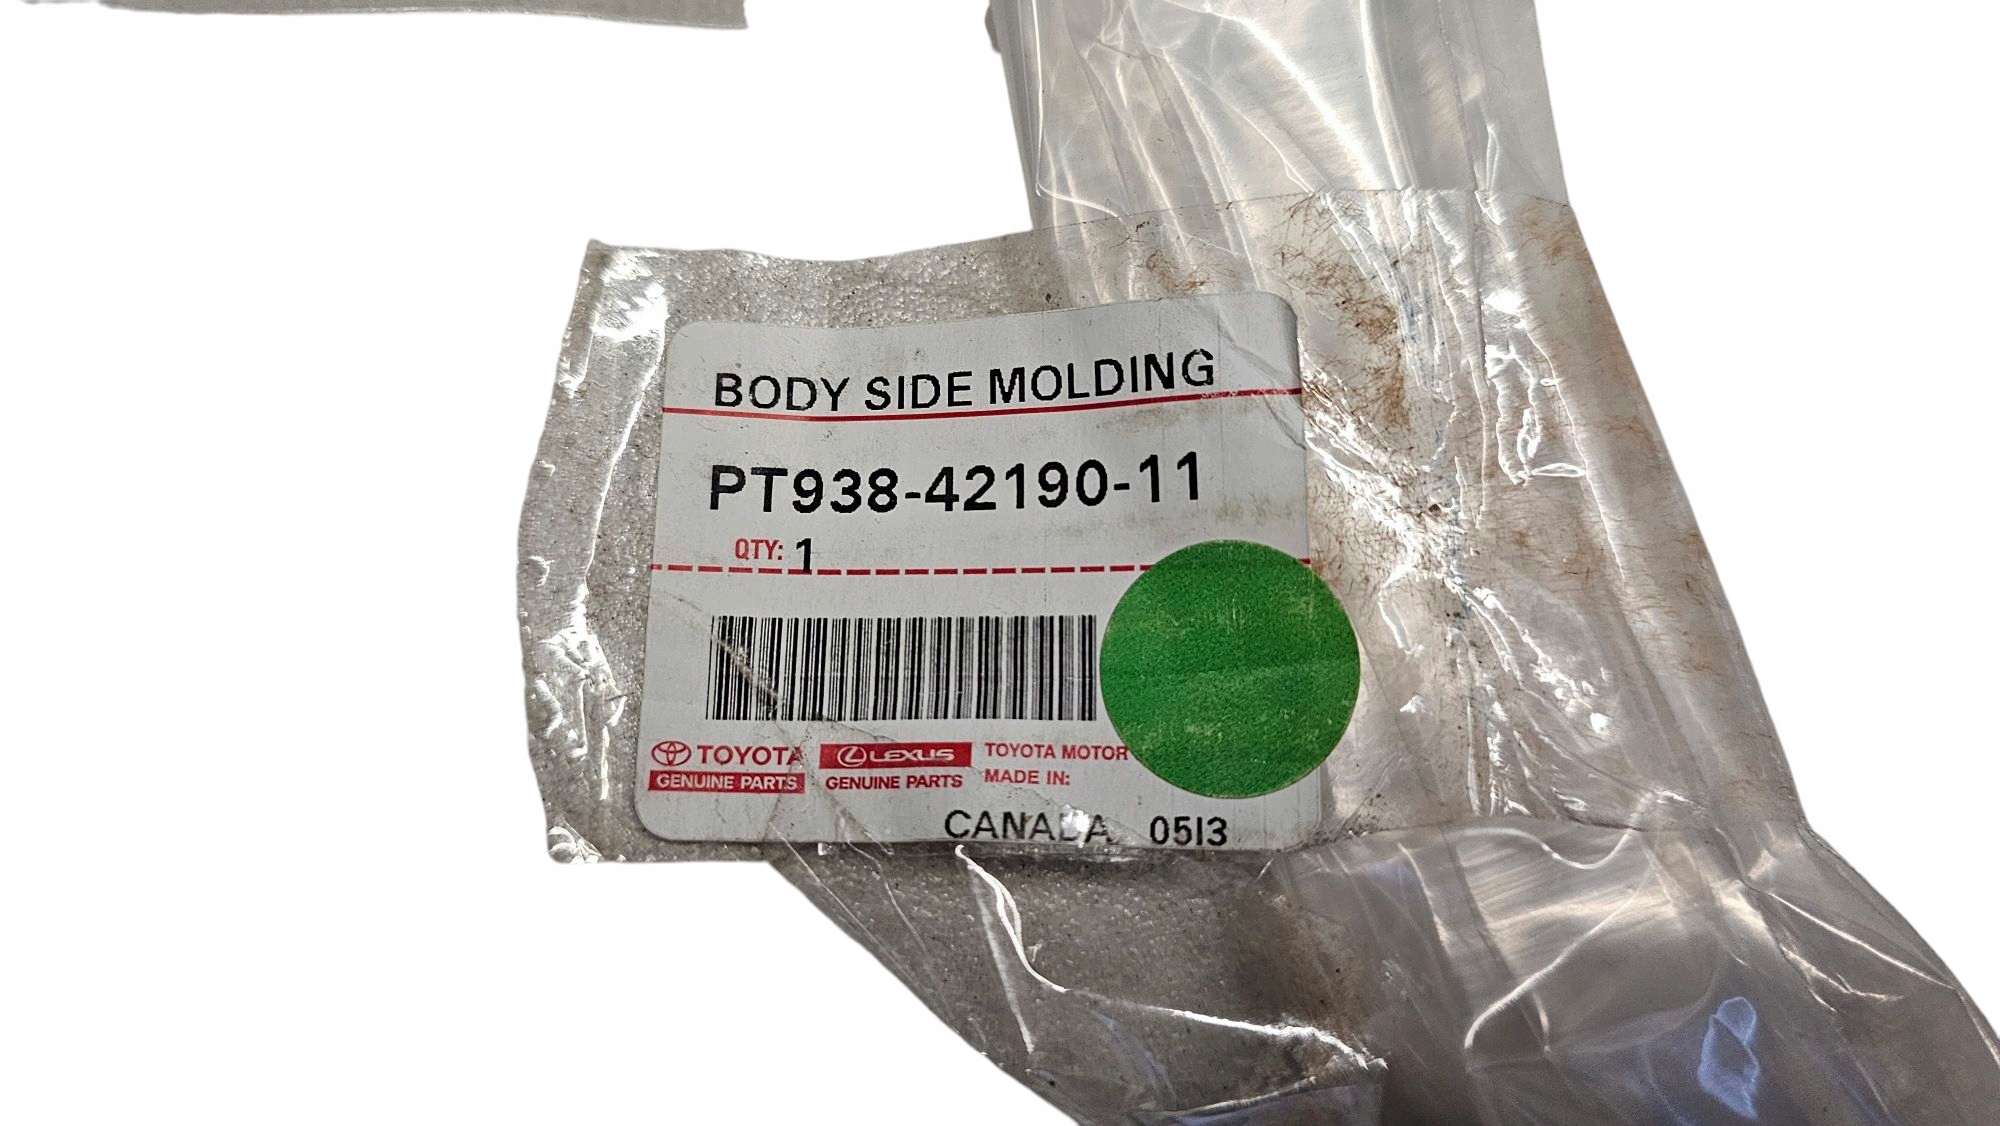 BODY SIDE MOLDING
PT938-42190-11
QTY: 1
TOYOTA
GENUINE PARTS
LEXUS
GENUINE PARTS
TOYOTA MOTOR
MADE IN:
CANADA 0513